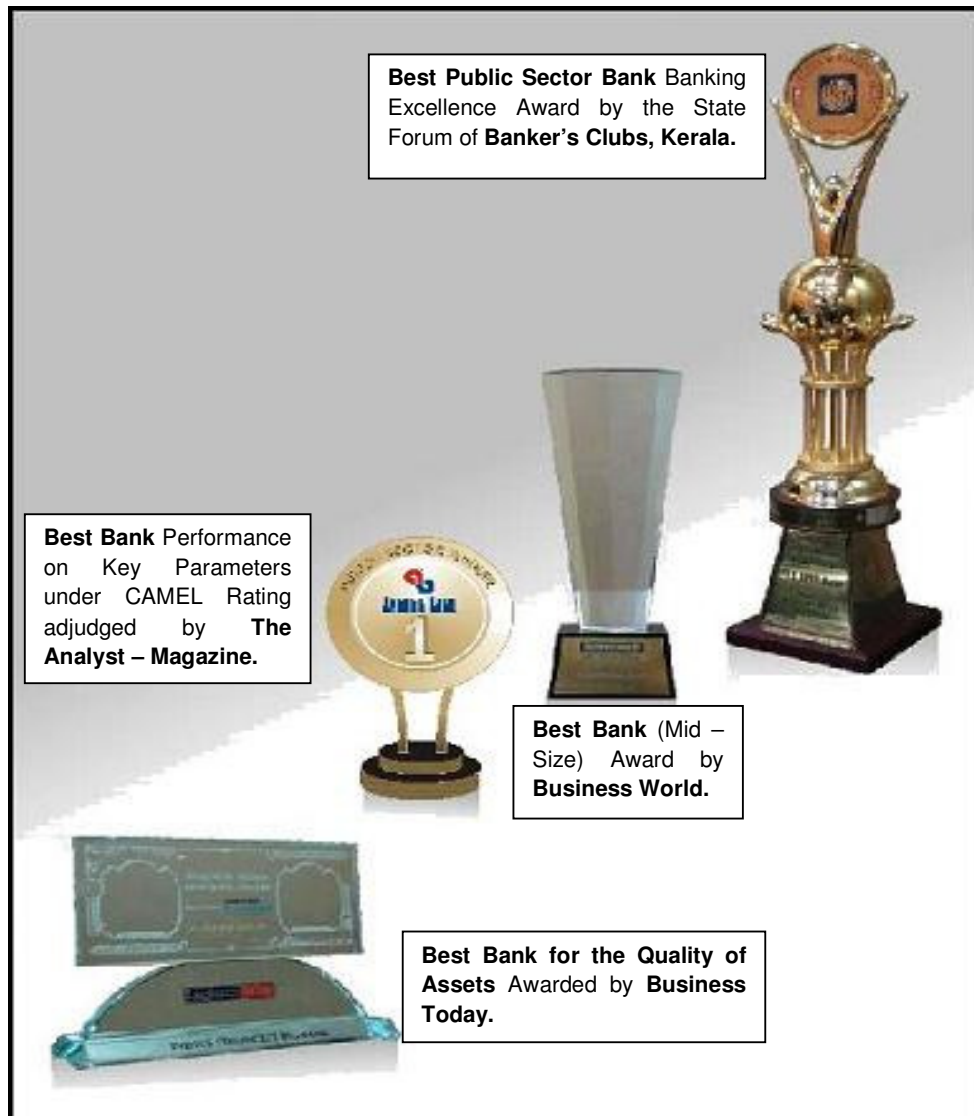 Best Public Sector Bank Banking
Excellence Award by the State
Forum of Banker's Clubs, Kerala.
Best Bank Performance
on Key Parameters
under CAMEL Rating
adjudged by The
Analyst – Magazine.
1
Best Bank (Mid –
Size) Award by
Business World.
Best Bank for the Quality of
Assets Awarded by Business
Today.